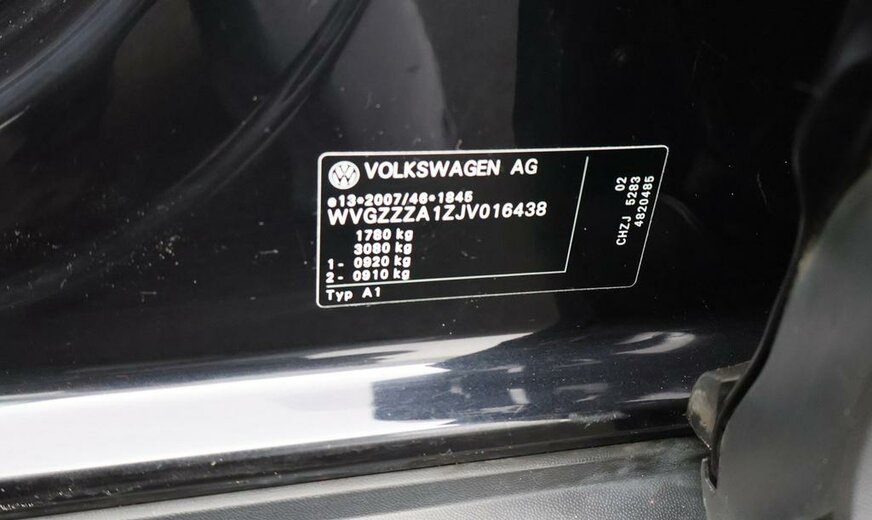 VOLKSWAGEN AG
e13*2007/46*1845
WVGZZZA1ZJV016438
1780 kg
3080 kg
1- 0920 kg
2- 0910 kg
Typ A1
02
CHZJ 5283
4820485